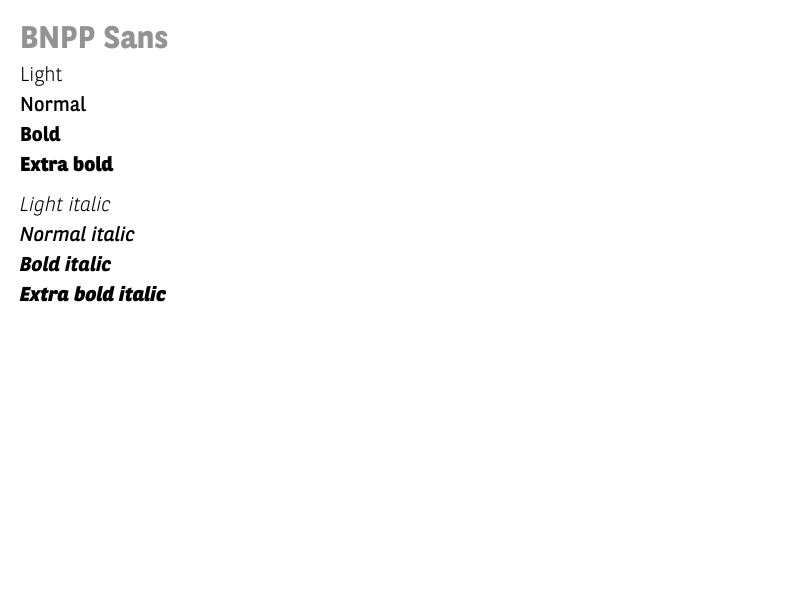 BNPP Sans
Light
Normal
Bold
Extra bold
Light italic
Normal italic
Bold italic
Extra bold italic